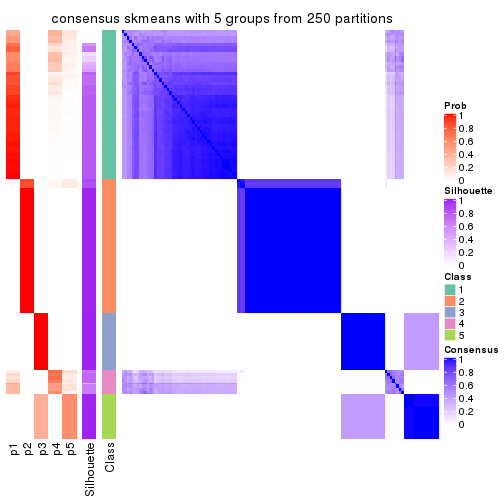 consensus skmeans with 5 groups from 250 partitions
p1
p2
p3
p4
p5
Silhouette
Class
Prob
1
0.8
0.6
0.4
0.2
0
Silhouette
1
0.8
0.6
0.4
0.2
0
Class
1
2
3
4
5
Consensus
1
0.8
0.6
0.4
0.2
0